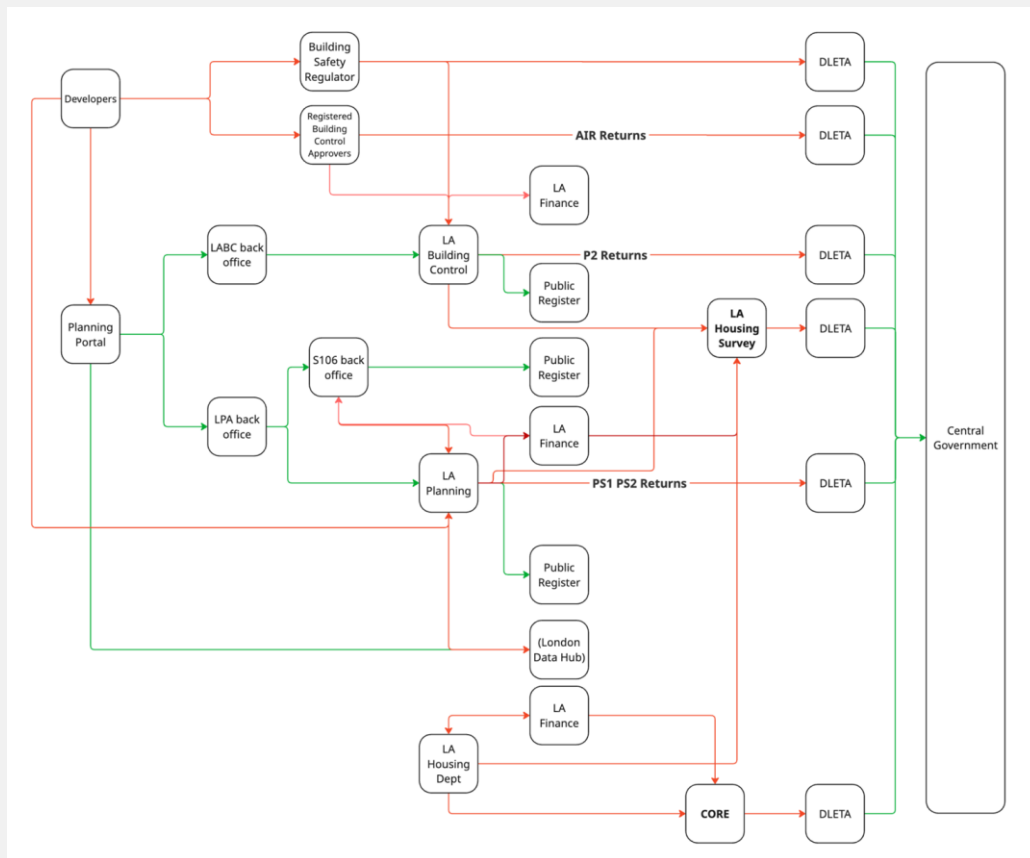 Building
Safety
Regulator
DLETA
Developers
Registered
Building
Control
Approvers
AIR Returns
DLETA
LA
Finance
LABC back
office
LA
Building
Control
P2 Returns
DLETA
Public
Register
Planning
Portal
LA
Housing
Survey
DLETA
S106 back
office
Public
Register
LPA back
office
LA
Finance
Central
Government
LA
Planning
PS1 PS2 Returns
DLETA
Public
Register
(London
Data Hub)
LA
Finance
LA
Housing
Dept
CORE
DLETA